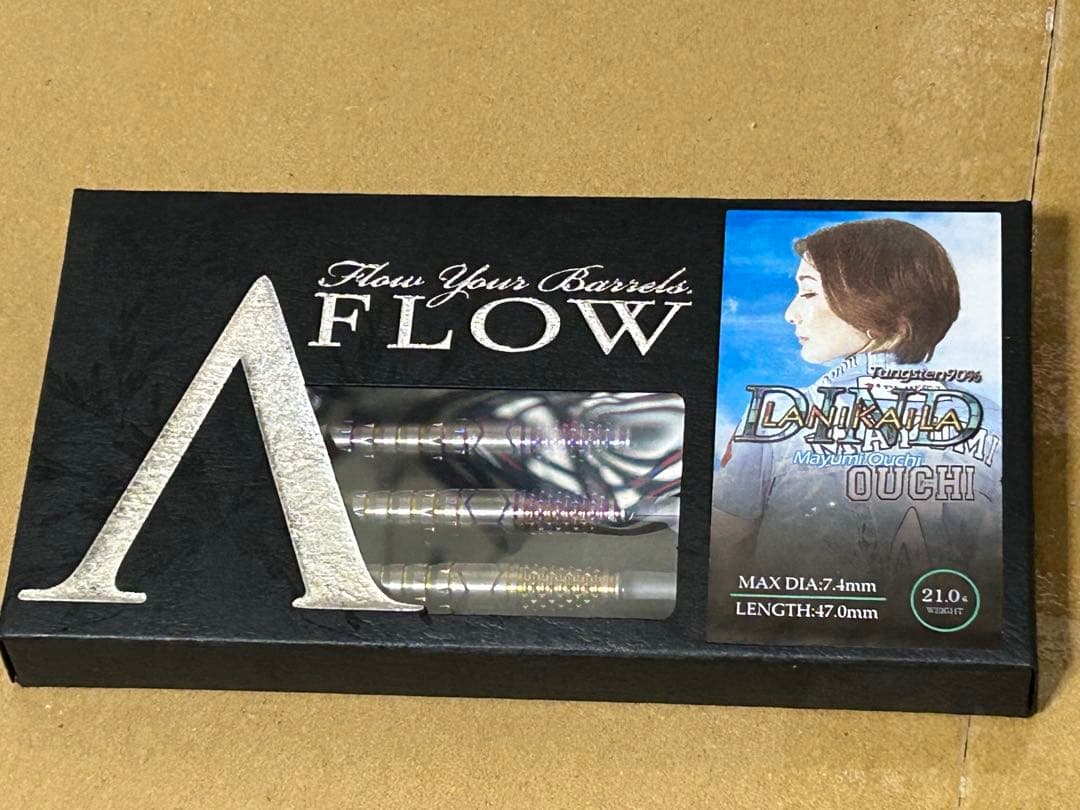 Λ
Flow Your Barrels.
FLOW
Tungsten90%
DIND
LANIKAILA
Mayumi Ouchi
OUCHI
MAX DIA:7.4mm
LENGTH:47.0mm
21.0g
WEIGHT